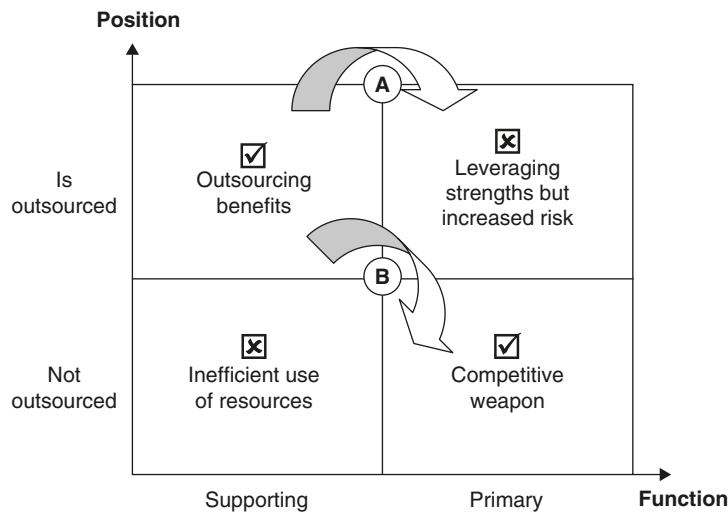 Position
A
Is
outsourced
Outsourcing
benefits
Leveraging
strengths but
increased risk
B
Not
outsourced
Inefficient use
of resources
Competitive
weapon
Supporting
Primary
Function